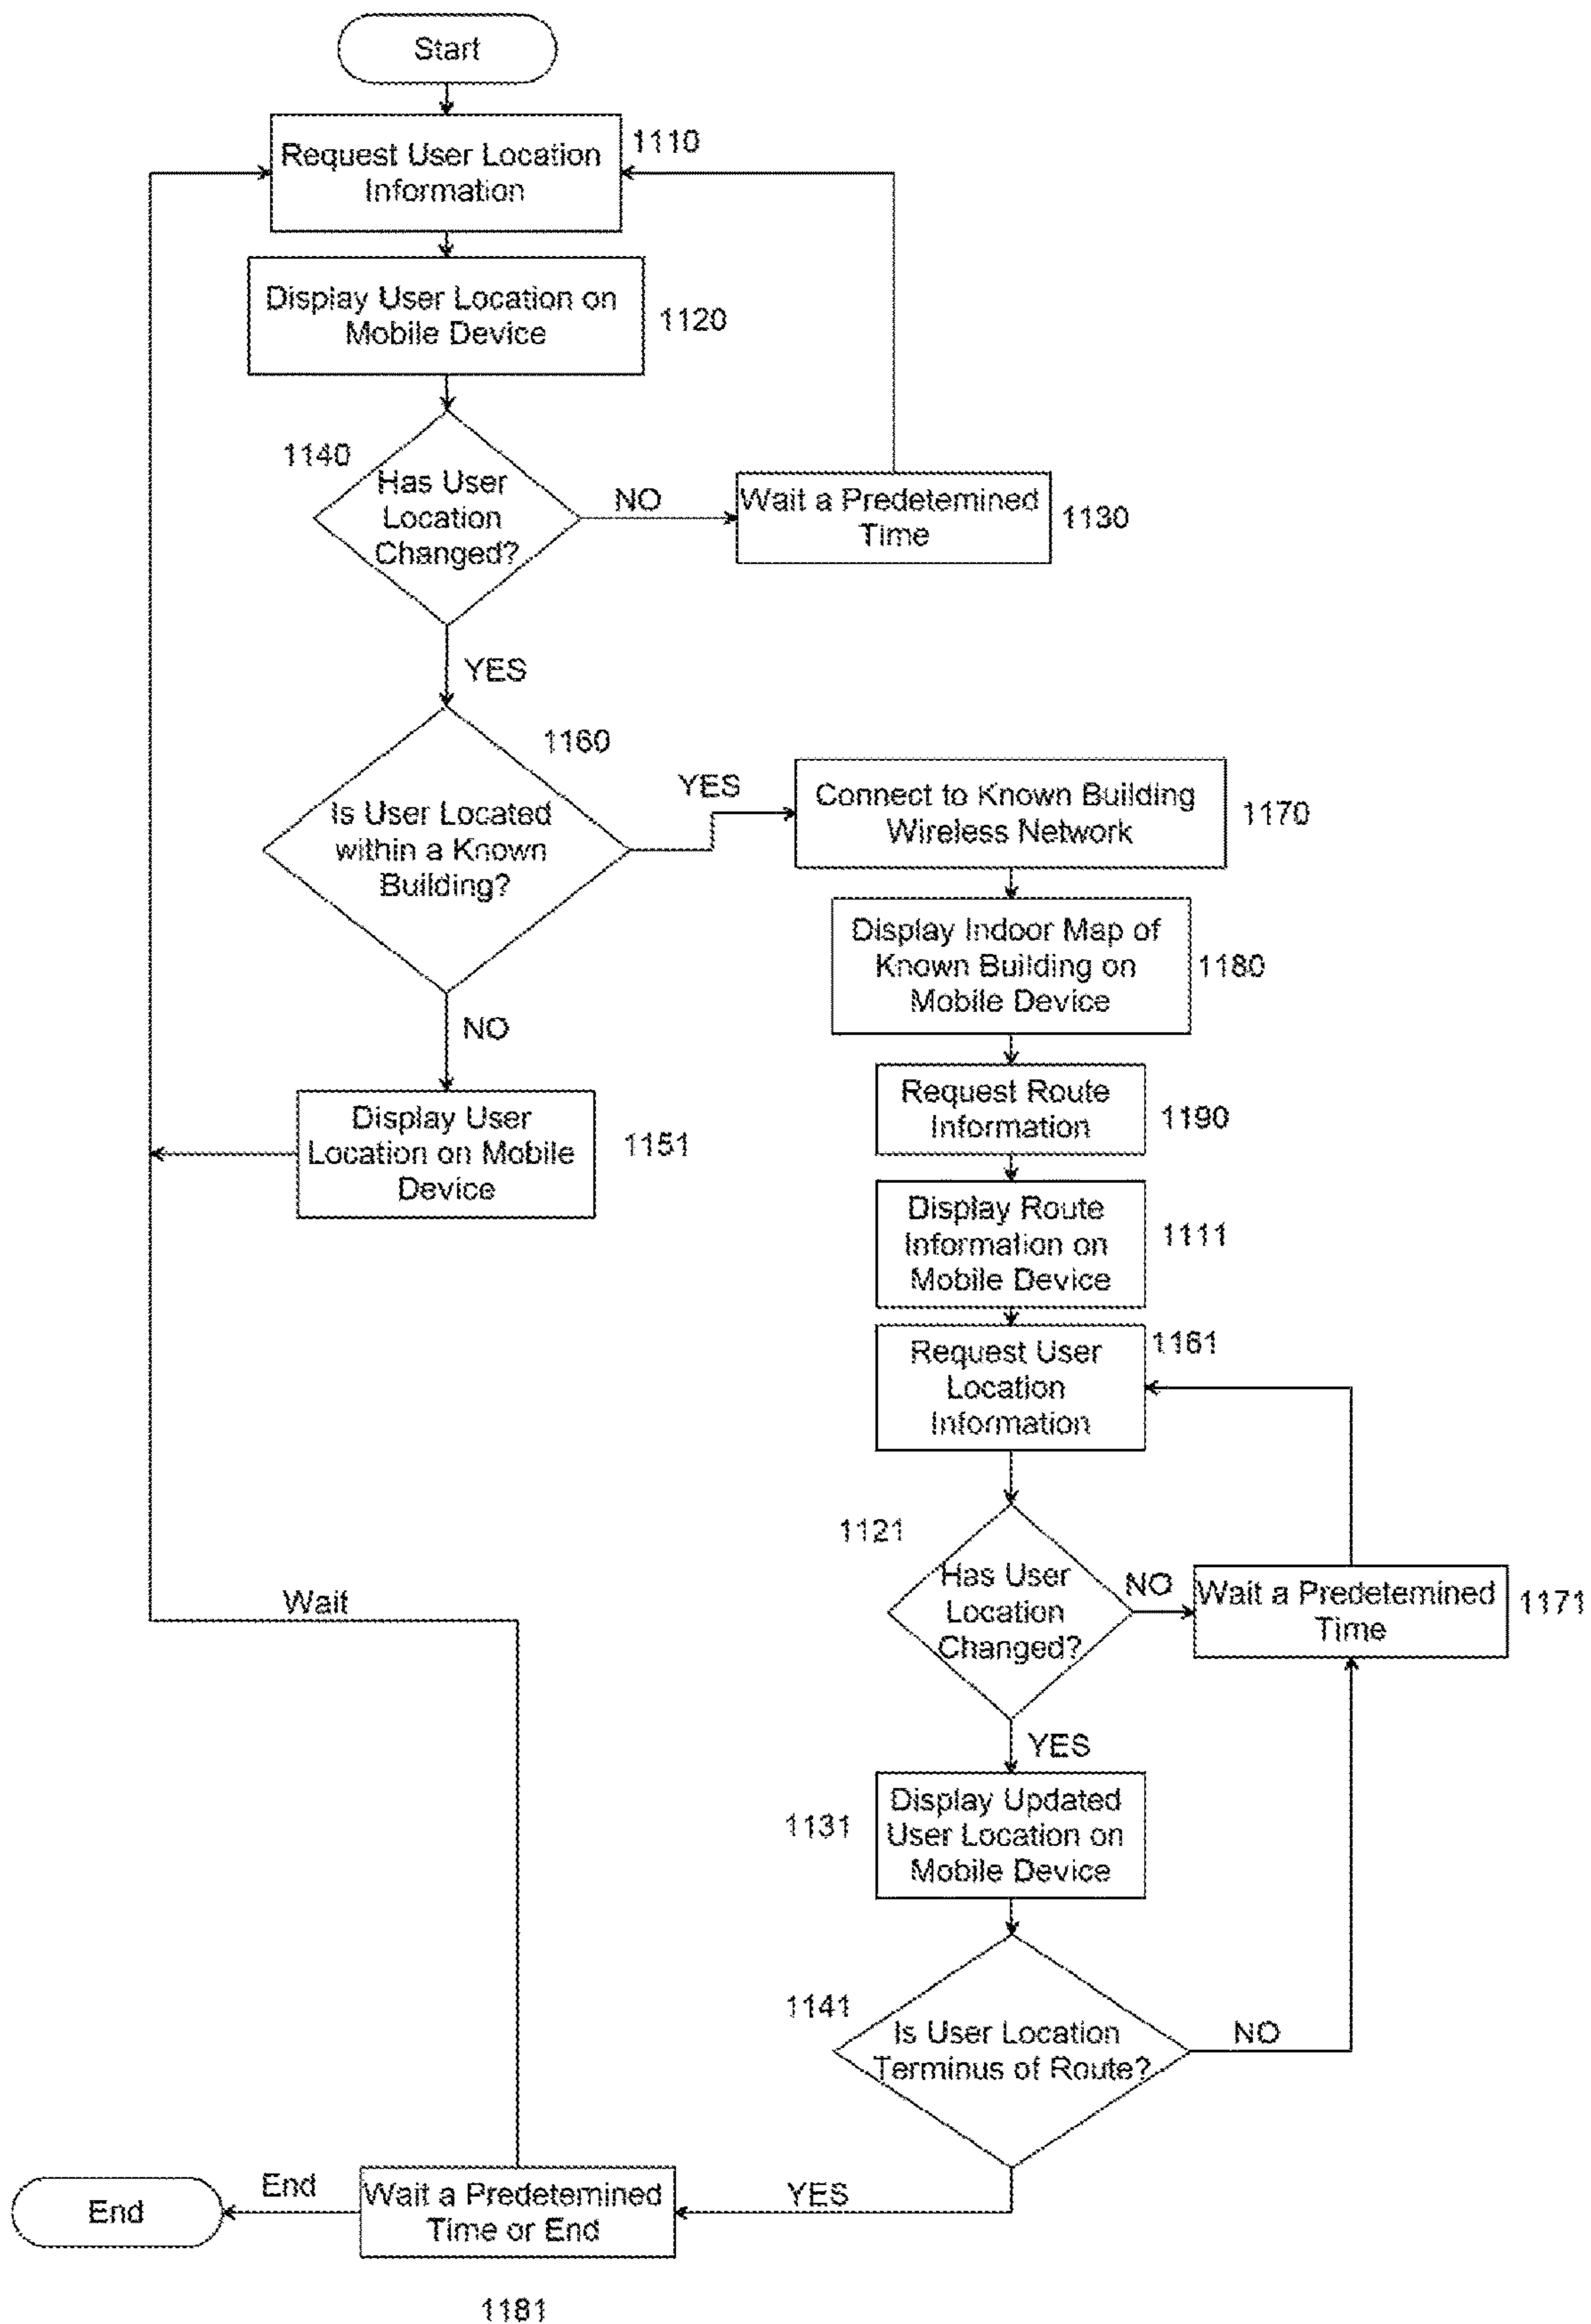 Start
Request User Location
Information
1110
Display User Location on
Mobile Device
1120
1140
Has User
Location
Changed?
NO
Wait a Predetemined
Time
1130
YES
1160
Is User Located
within a Known
Building?
YES
Connect to Known Building
Wireless Network
1170
Display Indoor Map of
Known Building on
Mobile Device
1180
NO
Display User
Location on Mobile
Device
1151
Request Route
Information
1190
Display Route
Information on
Mobile Device
1111
Request User
Location
Information
1161
1121
Has User
Location
Changed?
NO
Wait a Predetemined
Time
1171
Wait
YES
Display Updated
User Location on
Mobile Device
1131
1141
Is User Location
Terminus of Route?
NO
YES
Wait a Predetemined
Time or End
End
End
1181